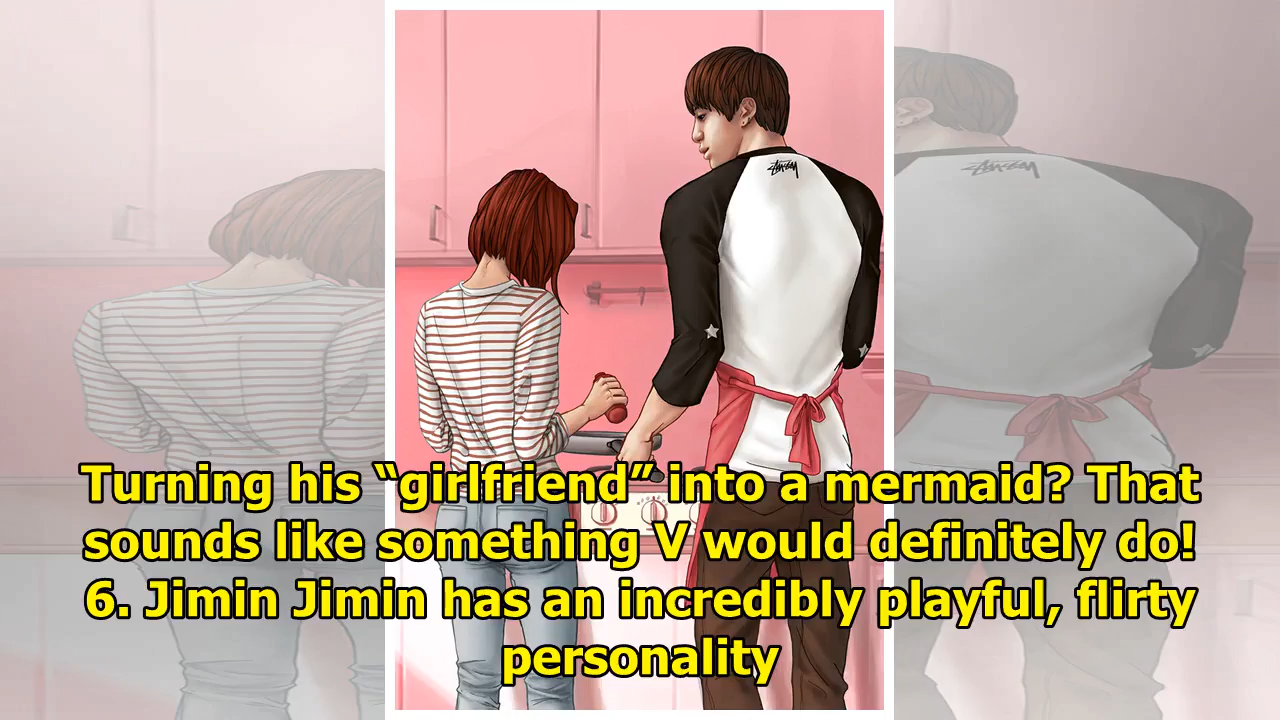 Stüssy
Turning his “girlfriend” into a mermaid? That
sounds like something V would definitely do!
6. Jimin Jimin has an incredibly playful, flirty
personality